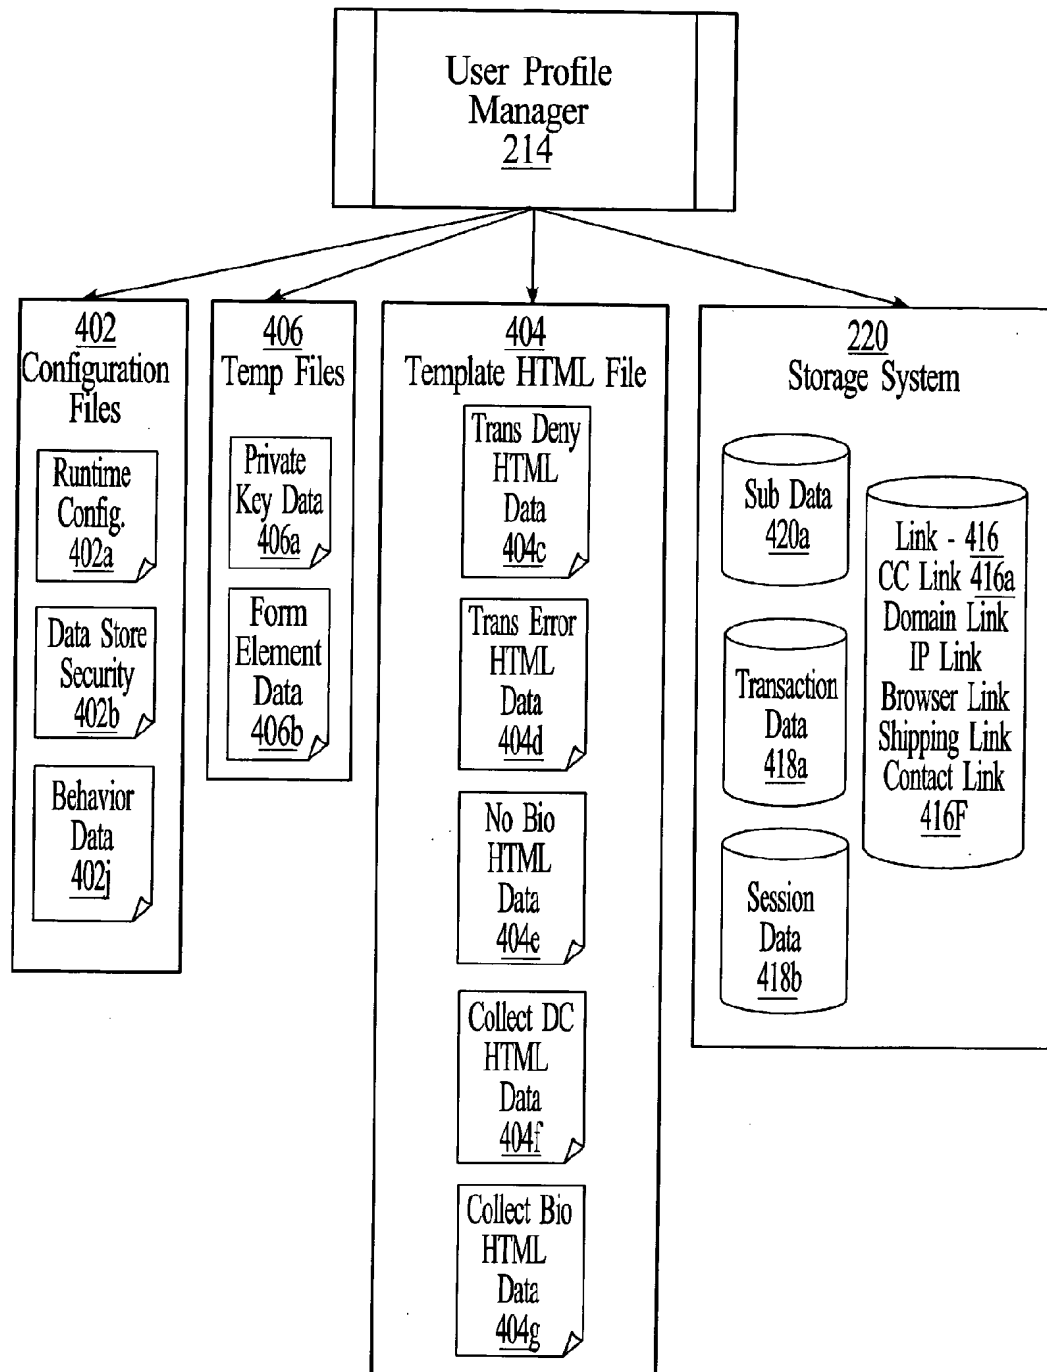 User Profile
Manager
214
402
Configuration
Files
Runtime
Config.
402a
Data Store
Security
402b
Behavior
Data
402j
406
Temp Files
Private
Key Data
406a
Form
Element
Data
406b
404
Template HTML File
Trans Deny
HTML
Data
404c
Trans Error
HTML
Data
404d
No Bio
HTML
Data
404e
Collect DC
HTML
Data
404f
Collect Bio
HTML
Data
404g
220
Storage System
Sub Data
420a
Transaction
Data
418a
Session
Data
418b
Link - 416
CC Link 416a
Domain Link
IP Link
Browser Link
Shipping Link
Contact Link
416F